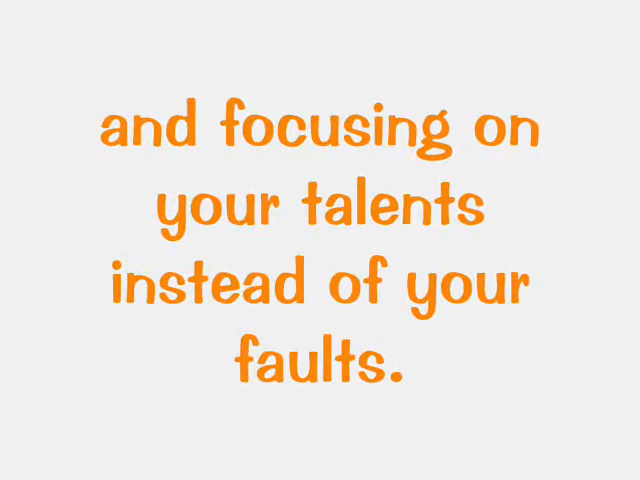 and focusing on
your talents
instead of your
faults.